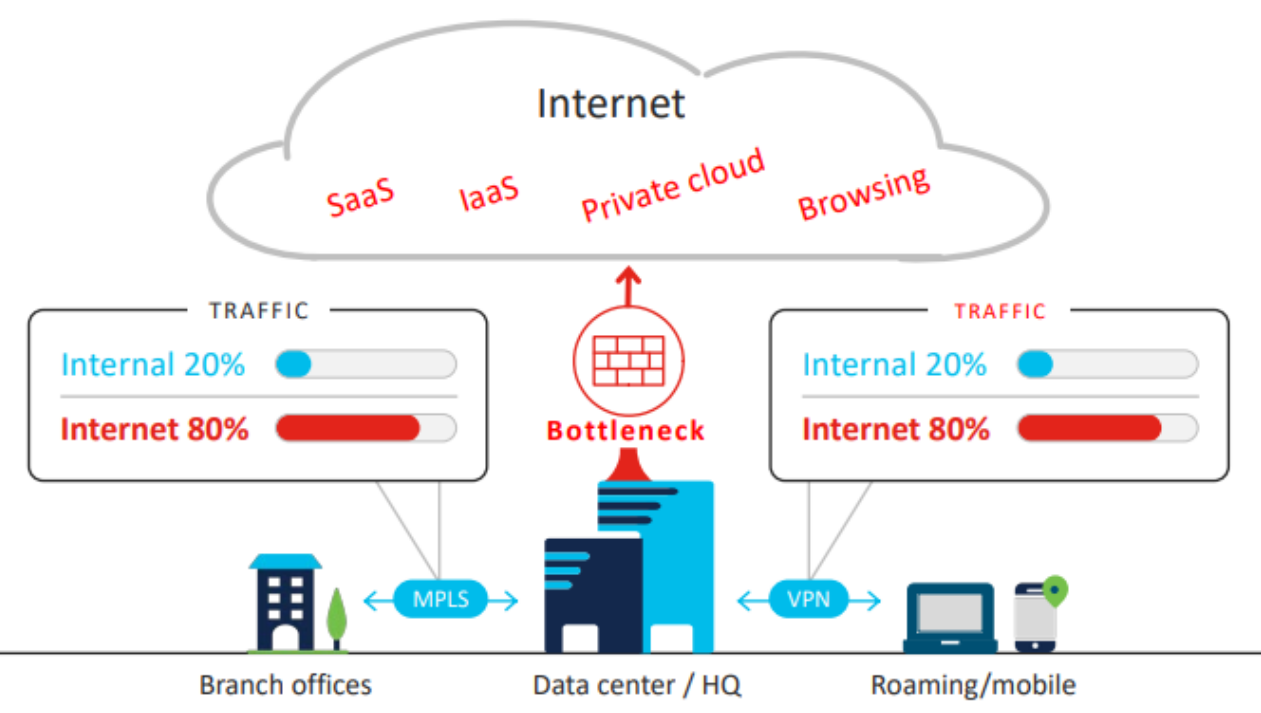 Internet
SaaS
IaaS
Private cloud
Browsing
TRAFFIC
Internal 20%
Internet 80%
Bottleneck
TRAFFIC
Internal 20%
Internet 80%
MPLS
VPN
Branch offices
Data center / HQ
Roaming/mobile